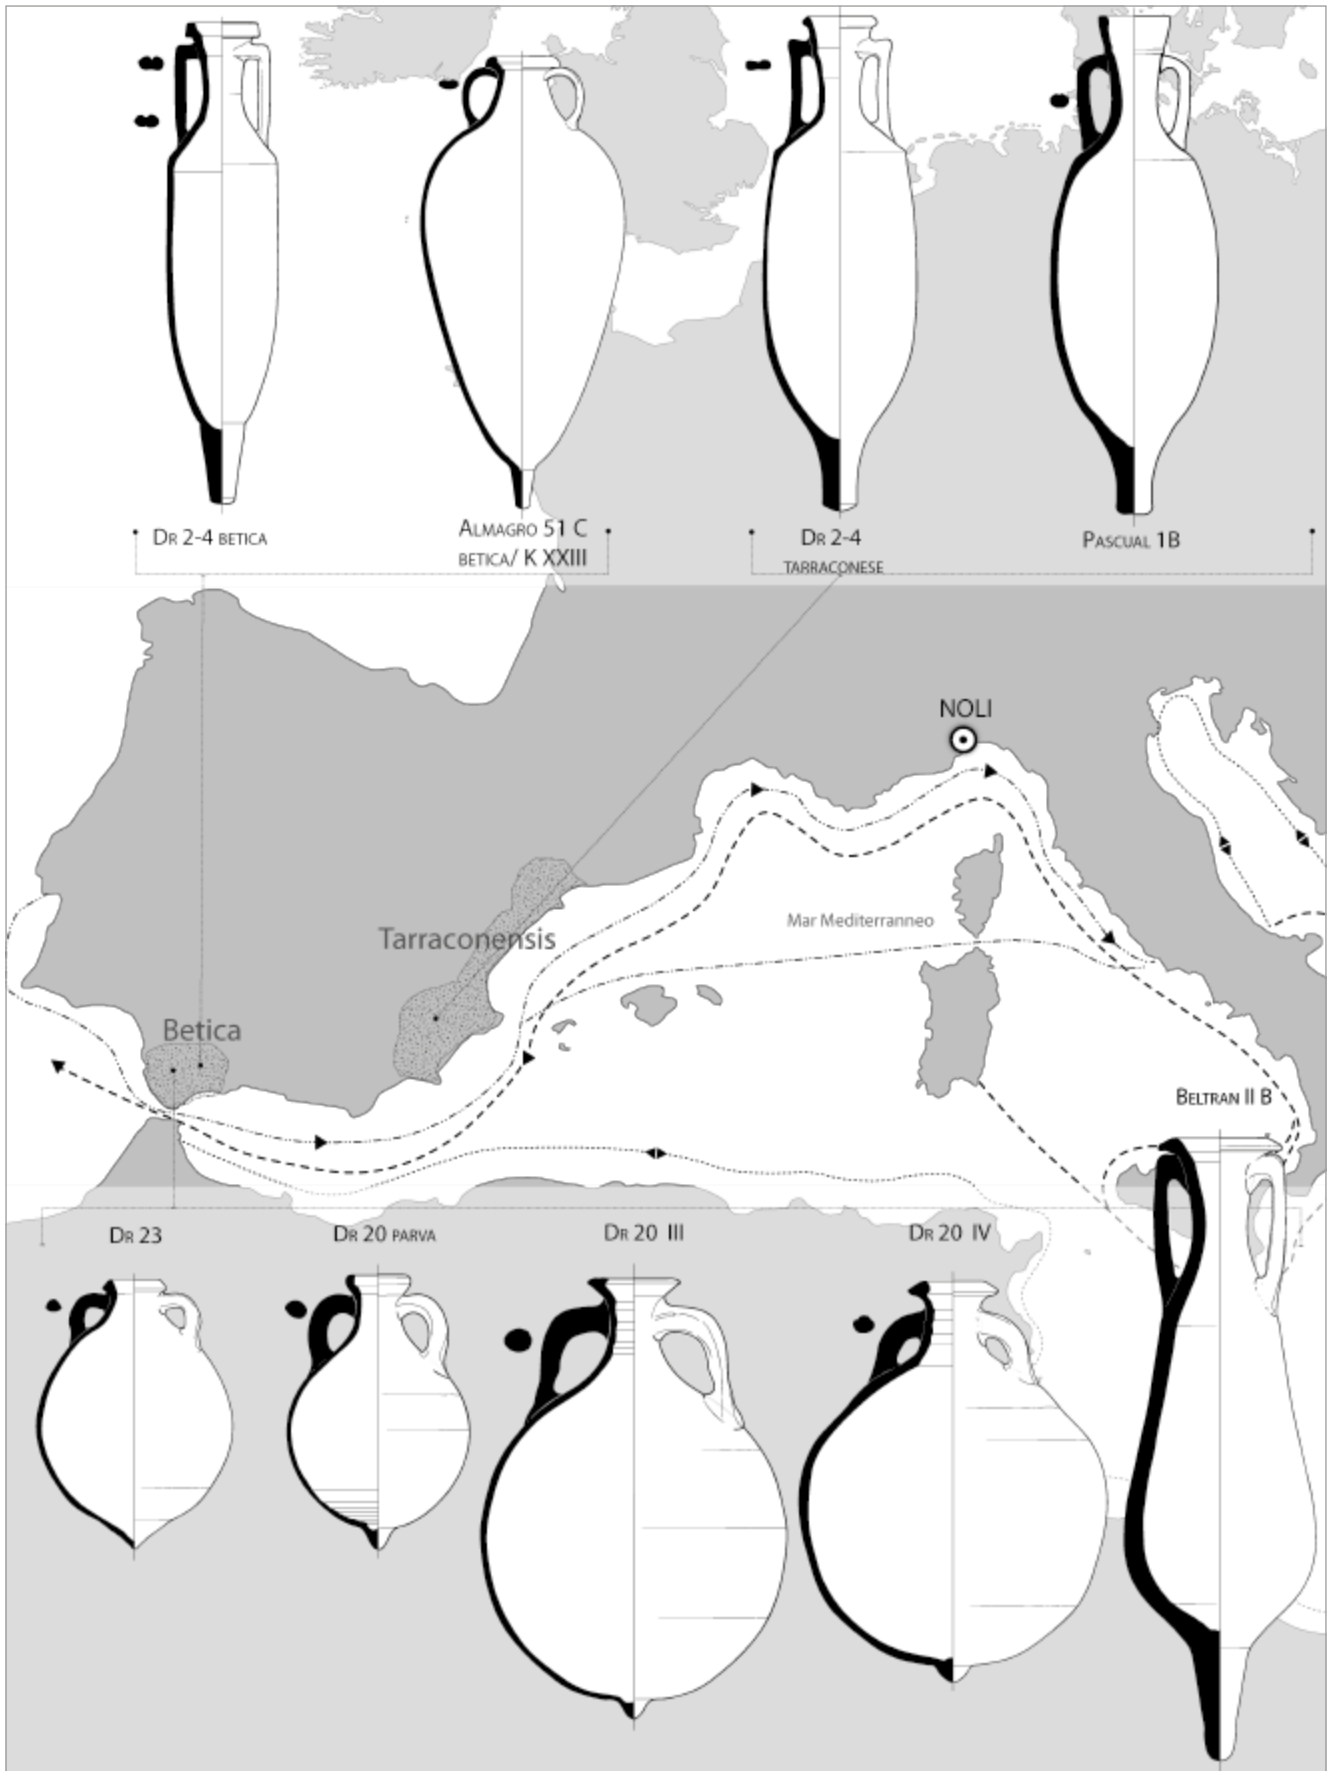 Dr 2-4 betica
Almagro 51 C
betica/ K XXIII
Dr 2-4
tarraconese
Pascual 1B
NOLI
Mar Mediterranneo
Tarraconensis
Betica
Beltran II B
Dr 23
Dr 20 parva
Dr 20 III
Dr 20 IV